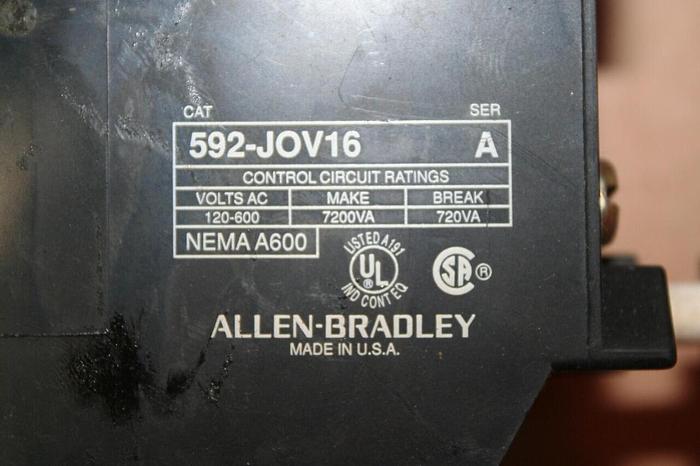 CAT SER
592-JOV16 A
CONTROL CIRCUIT RATINGS
VOLTS AC MAKE BREAK
120-600 7200VA 720VA
NEMA A600
LISTED A191
UL®
IND CONT EQ
SA®
ALLEN-BRADLEY
MADE IN U.S.A.